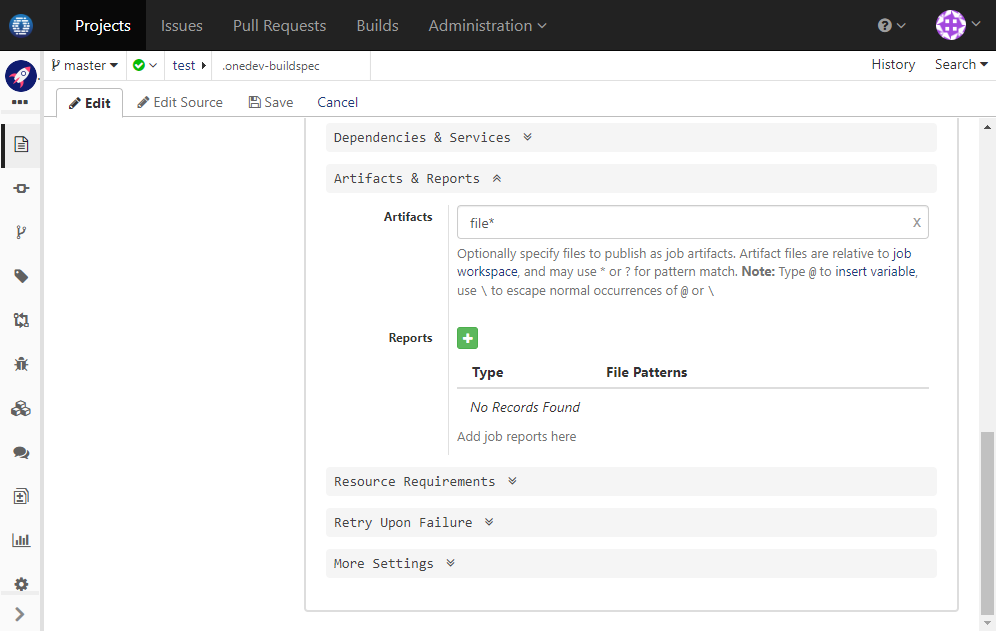 Projects Issues Pull Requests Builds Administration
master test .onedev-buildspec History Search
Edit Edit Source Save Cancel
Dependencies & Services
Artifacts & Reports
Artifacts file* X
Optionally specify files to publish as job artifacts. Artifact files are relative to job
workspace, and may use * or ? for pattern match. Note: Type @ to insert variable,
use \ to escape normal occurrences of @ or \
Reports
Type File Patterns
No Records Found
Add job reports here
Resource Requirements
Retry Upon Failure
More Settings